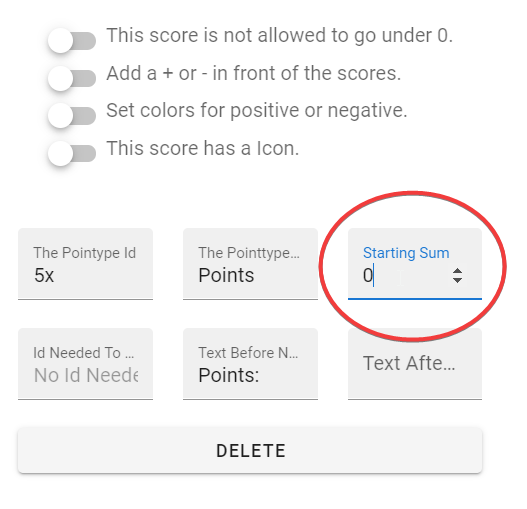 This score is not allowed to go under 0.
Add a + or - in front of the scores.
Set colors for positive or negative.
This score has a Icon.
The Pointype Id
5x
The Pointtype...
Points
Starting Sum
0
Id Needed To ...
No Id Neede
Text Before N...
Points:
Text Afte...
DELETE